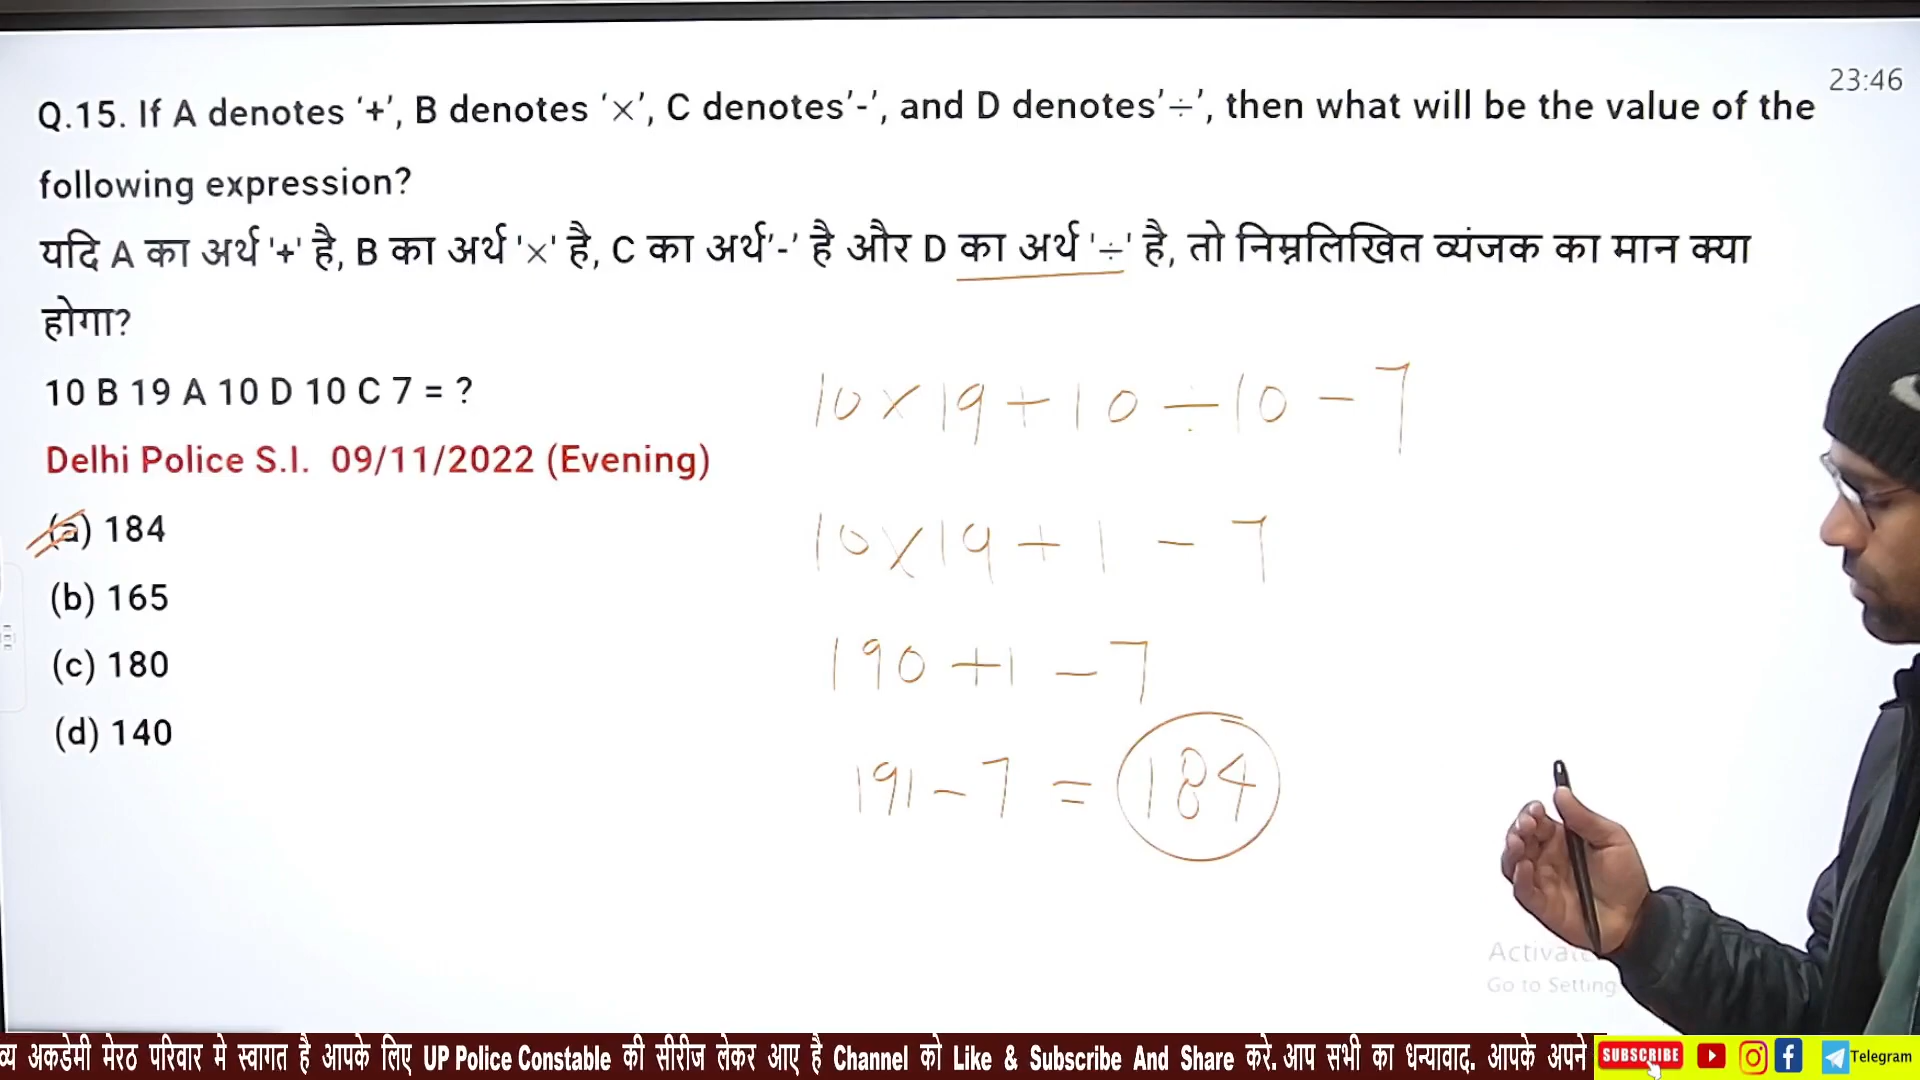 23:46
Q.15. If A denotes ‘+’, B denotes ‘×’, C denotes’-’, and D denotes’÷’, then what will be the value of the
following expression?
यदि A का अर्थ '+' है, B का अर्थ '×' है, C का अर्थ’-’ है और D का अर्थ '÷' है, तो निम्नलिखित व्यंजक का मान क्या
होगा?
10 B 19 A 10 D 10 C 7 = ?
Delhi Police S.I. 09/11/2022 (Evening)
(a) 184
(b) 165
(c) 180
(d) 140
10 × 19 + 10 ÷ 10 - 7
10 × 19 + 1 - 7
190 + 1 - 7
191 - 7 = 184
Activate
Go to Setting
अकडेमी मेरठ परिवार मे स्वागत है आपके लिए UP Police Constable की सीरीज लेकर आए है Channel को Like & Subscribe And Share करे. आप सभी का धन्यावाद. आपके अपने
SUBSCRIBE
Telegram